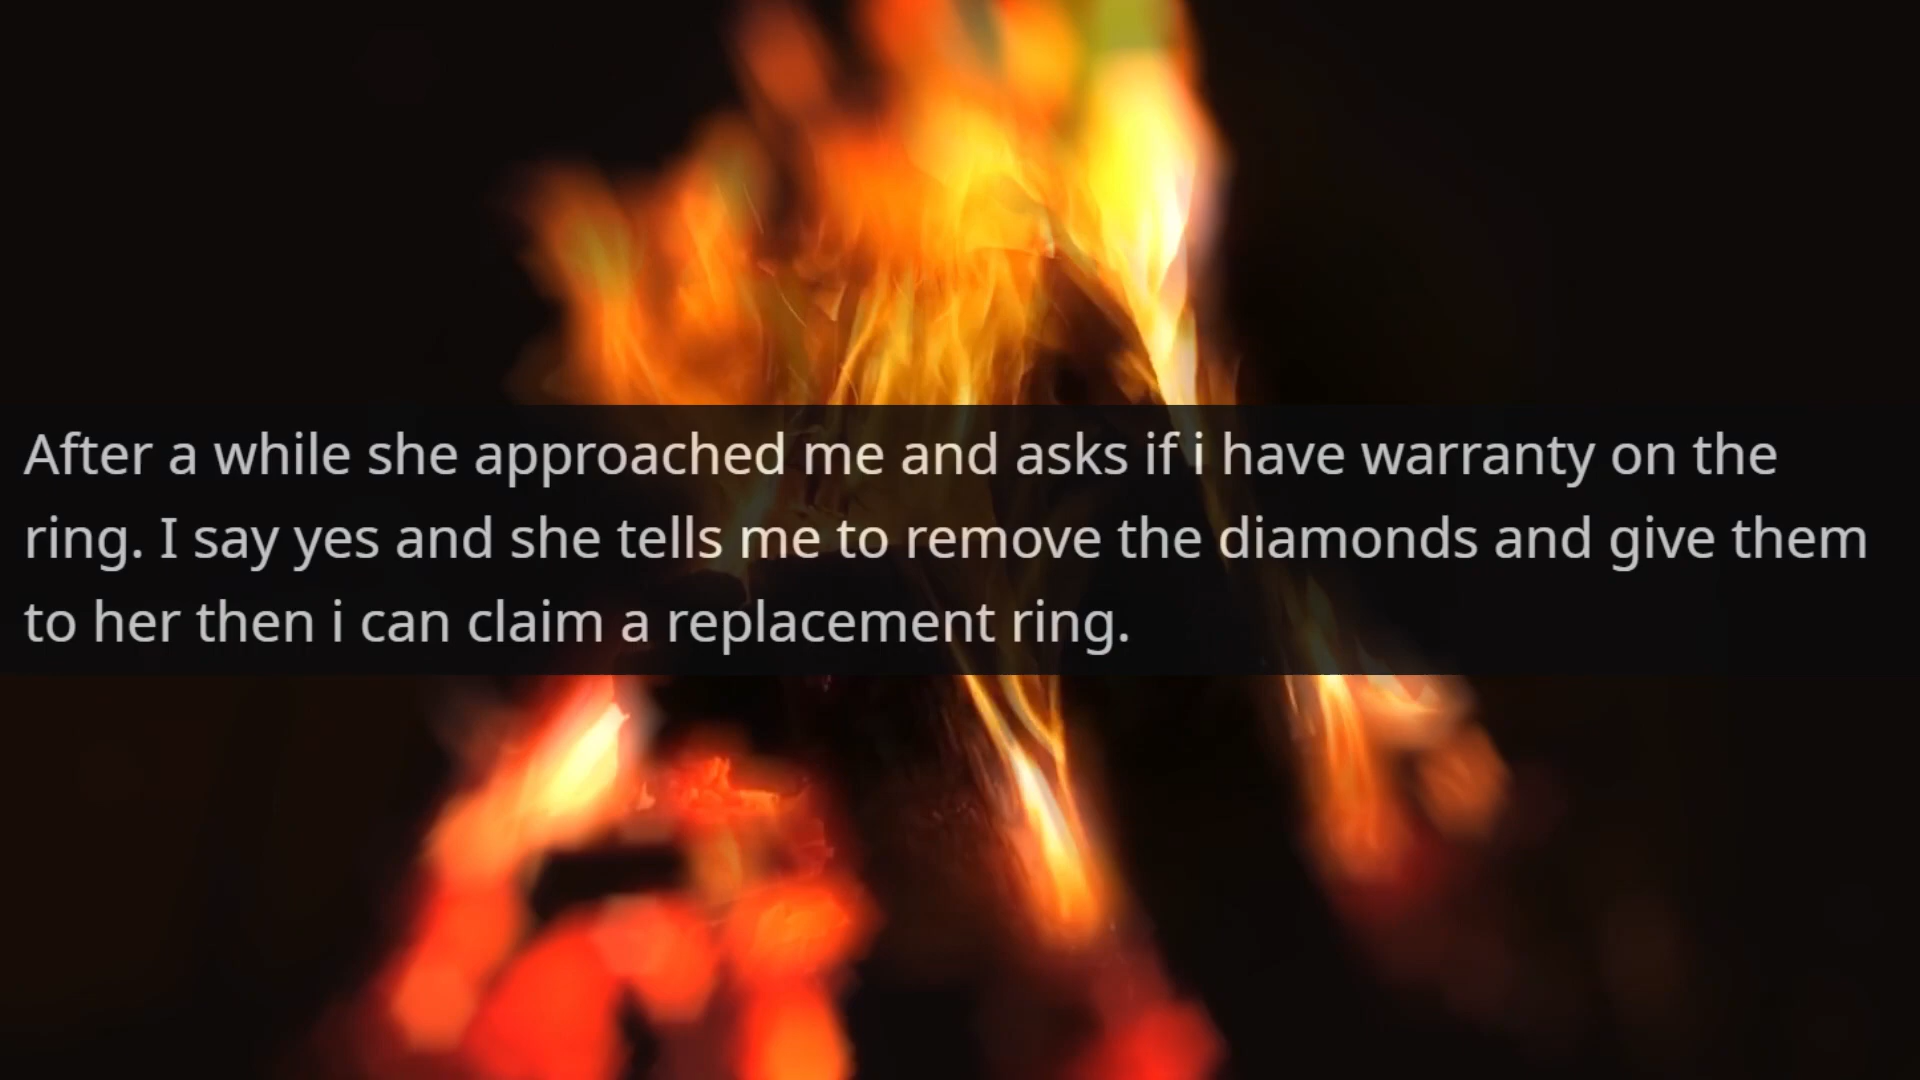 After a while she approached me and asks if i have warranty on the
ring. I say yes and she tells me to remove the diamonds and give them
to her then i can claim a replacement ring.